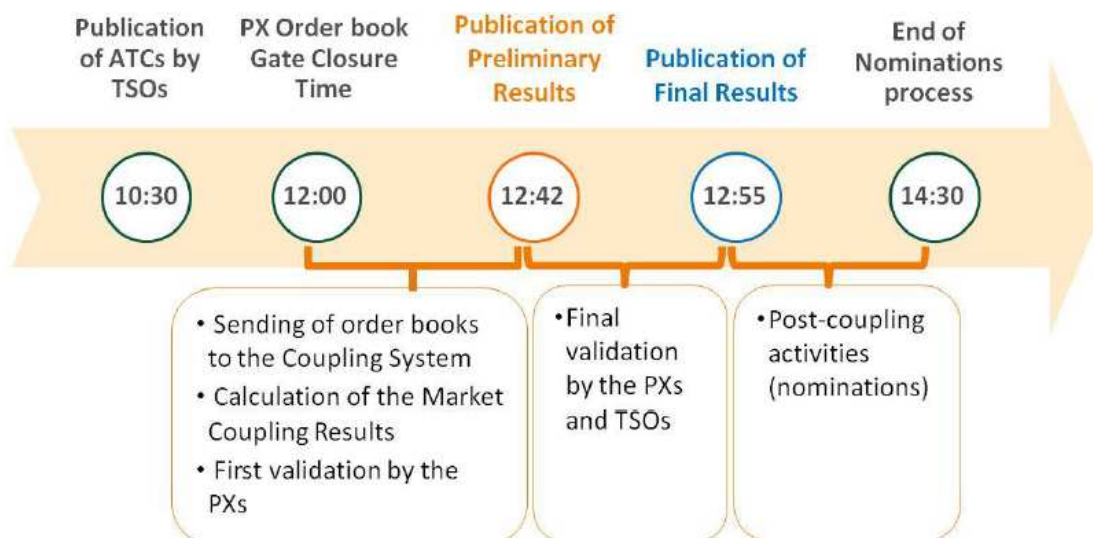 Publication
of ATCs by
TSOs
PX Order book
Gate Closure
Time
Publication of
Preliminary
Results
Publication of
Final Results
End of
Nominations
process
10:30
12:00
12:42
12:55
14:30
• Sending of order books
to the Coupling System
• Calculation of the Market
Coupling Results
• First validation by the
PXs
• Final
validation
by the PXs
and TSOs
• Post-coupling
activities
(nominations)